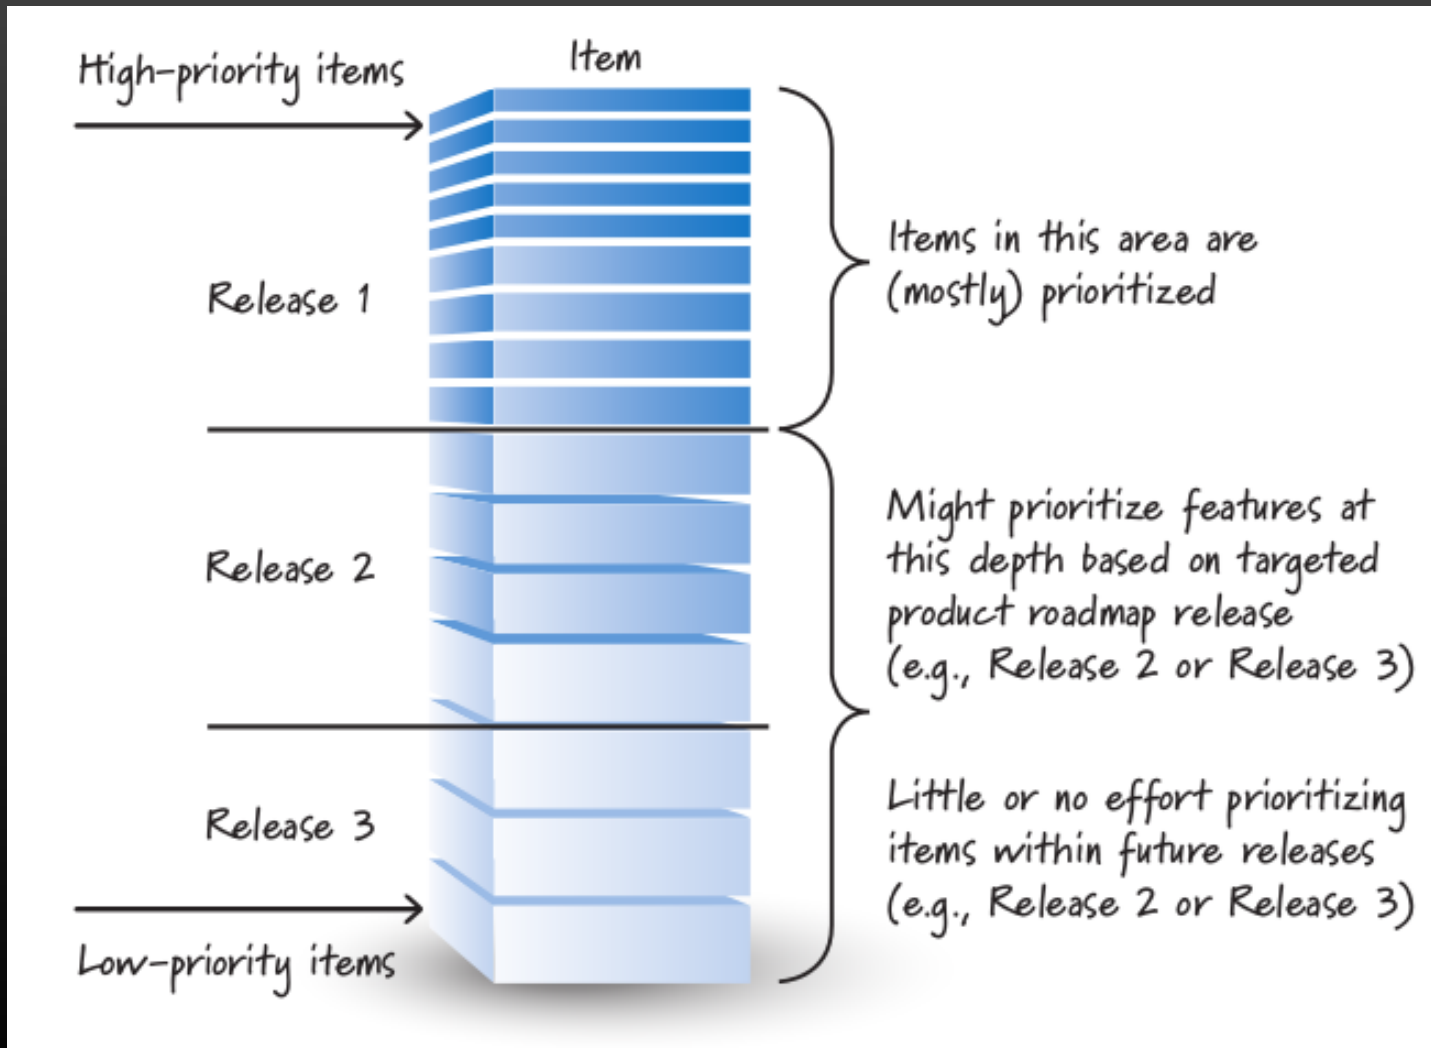 High-priority items
Item
Release 1
Items in this area are
(mostly) prioritized
Release 2
Might prioritize features at
this depth based on targeted
product roadmap release
(e.g., Release 2 or Release 3)
Release 3
Little or no effort prioritizing
items within future releases
(e.g., Release 2 or Release 3)
Low-priority items